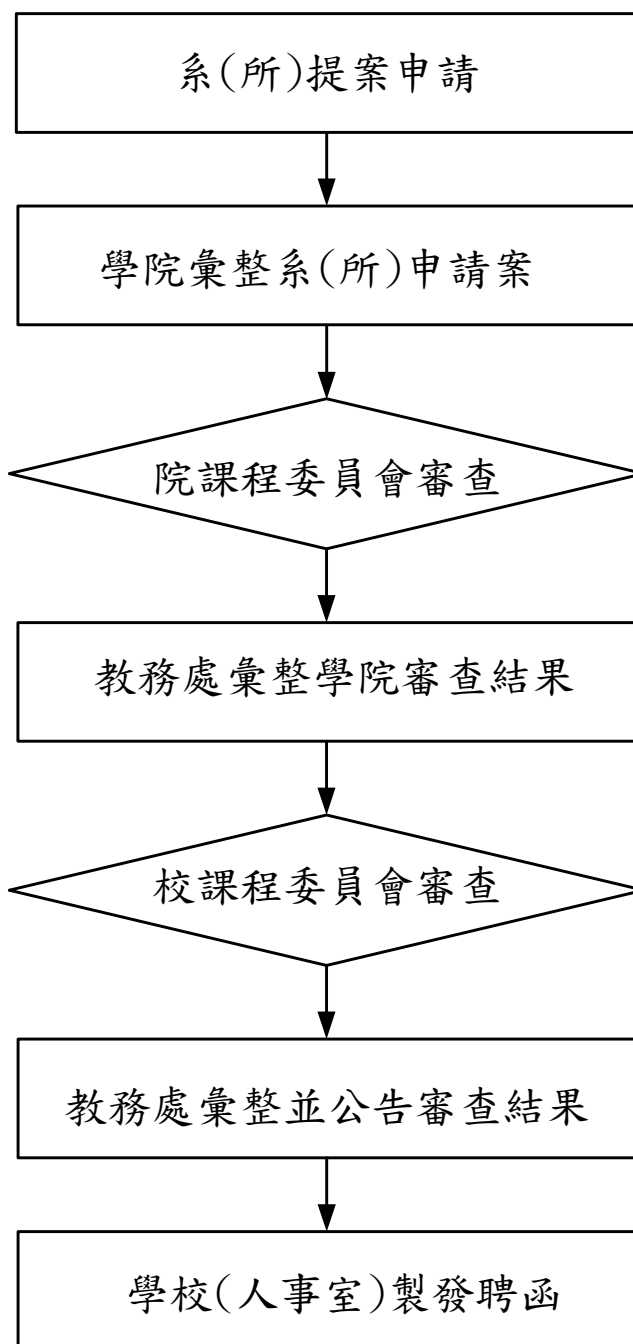 系(所)提案申請
學院彙整系(所)申請案
院課程委員會審查
教務處彙整學院審查結果
校課程委員會審查
教務處彙整並公告審查結果
學校(人事室)製發聘函